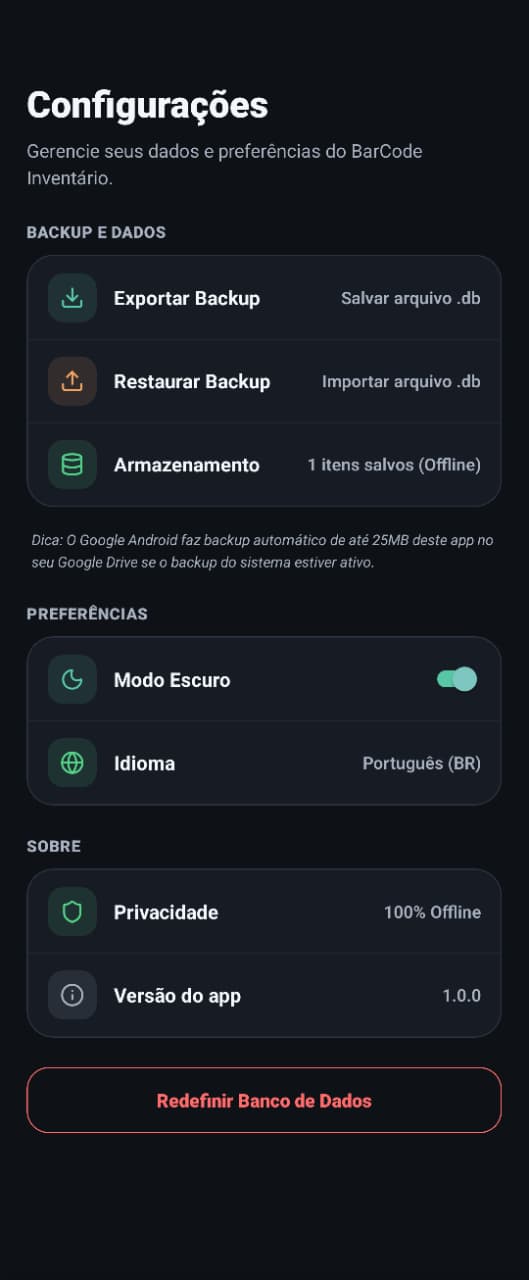 Configurações
Gerencie seus dados e preferências do BarCode
Inventário.
BACKUP E DADOS
Exportar Backup Salvar arquivo .db
Restaurar Backup Importar arquivo .db
Armazenamento 1 itens salvos (Offline)
Dica: O Google Android faz backup automático de até 25MB deste app no
seu Google Drive se o backup do sistema estiver ativo.
PREFERÊNCIAS
Modo Escuro
Idioma Português (BR)
SOBRE
Privacidade 100% Offline
Versão do app 1.0.0
Redefinir Banco de Dados